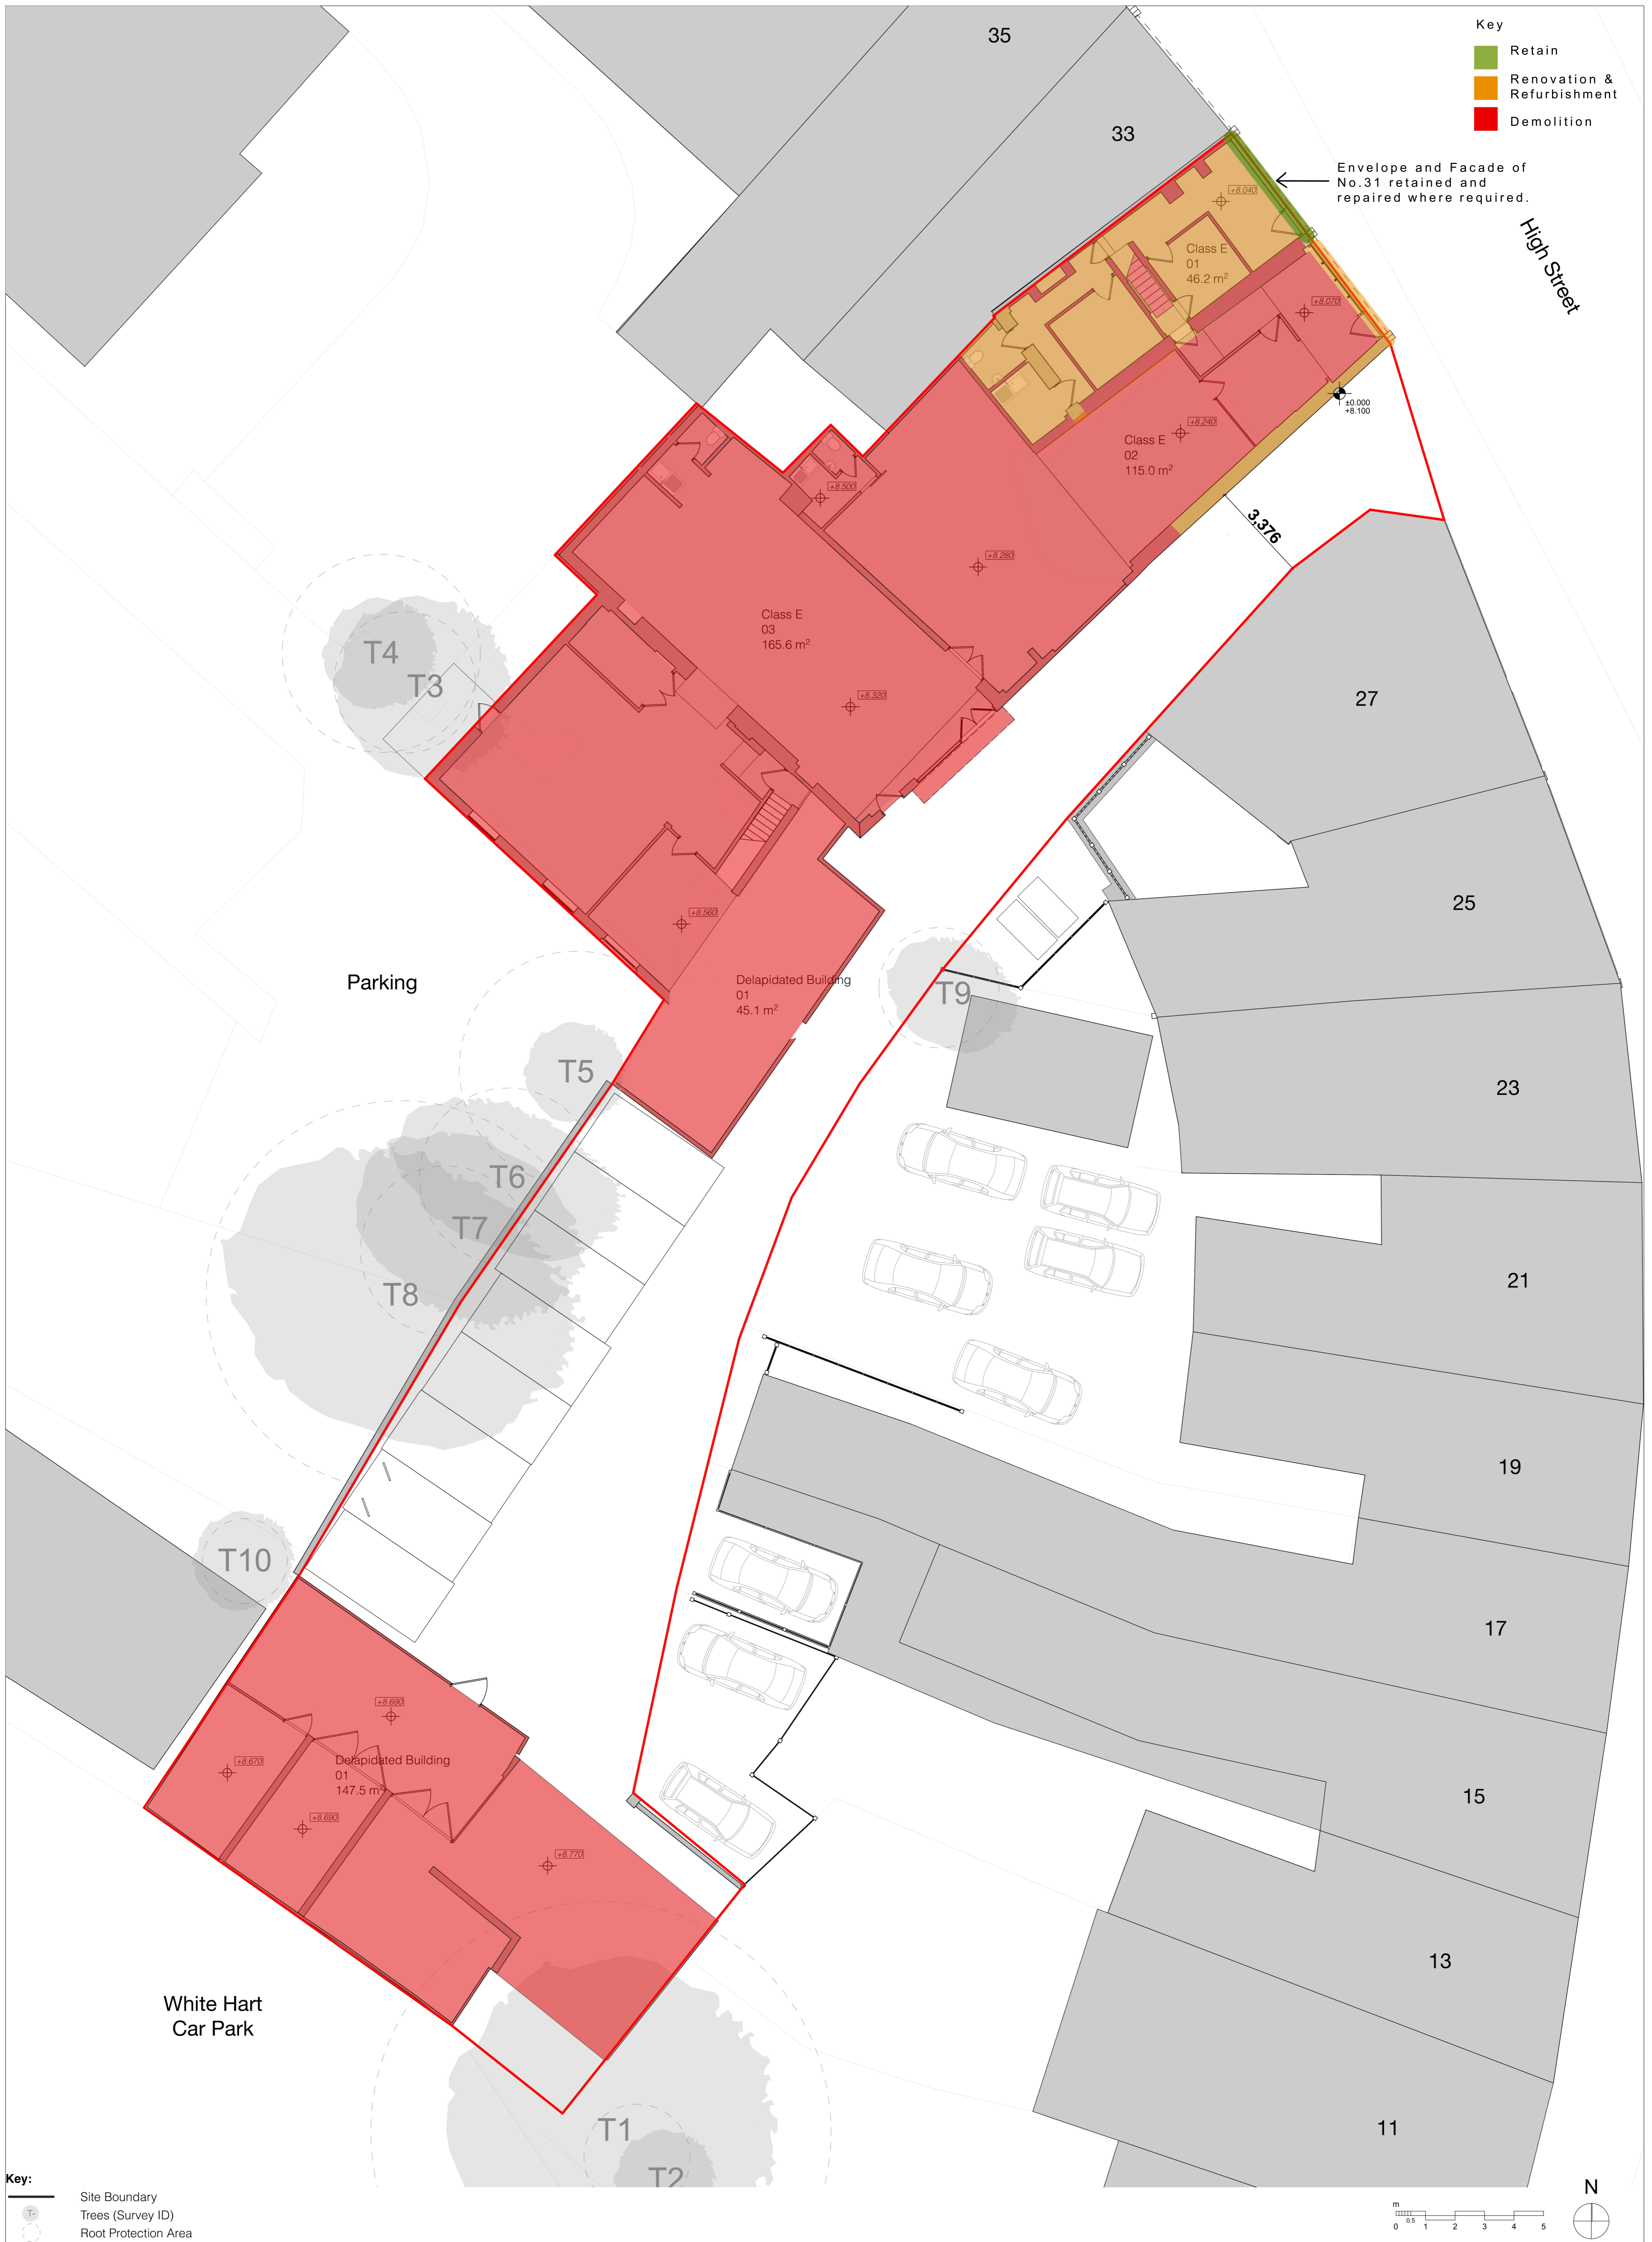 35
Key
Retain
Renovation &
Refurbishment
Demolition
33
Envelope and Facade of
No.31 retained and
repaired where required.
High Street
+8.040
Class E
01
46.2 m²
+8.070
±0.000
+8.100
+8.240
Class E
02
115.0 m²
+8.500
3,376
+8.280
Class E
03
165.6 m²
T4
T3
27
+8.320
25
+8.560
Parking
Delapidated Building
01
45.1 m²
T9
T5
23
T6
T7
T8
21
19
T10
17
+8.690
+8.670
Delapidated Building
01
147.5 m²
+8.690
15
+8.770
13
White Hart
Car Park
T1
T2
11
Key:
Site Boundary
T-
Trees (Survey ID)
Root Protection Area
N
m
0.5
0 1 2 3 4 5